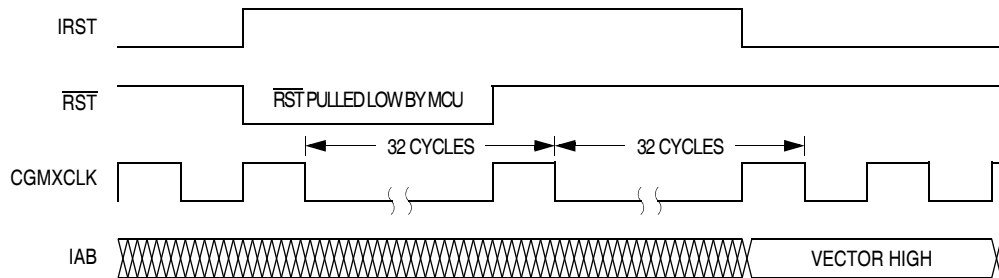 IRST
RST
RST PULLED LOW BY MCU
32 CYCLES
32 CYCLES
CGMXCLK
IAB
VECTOR HIGH